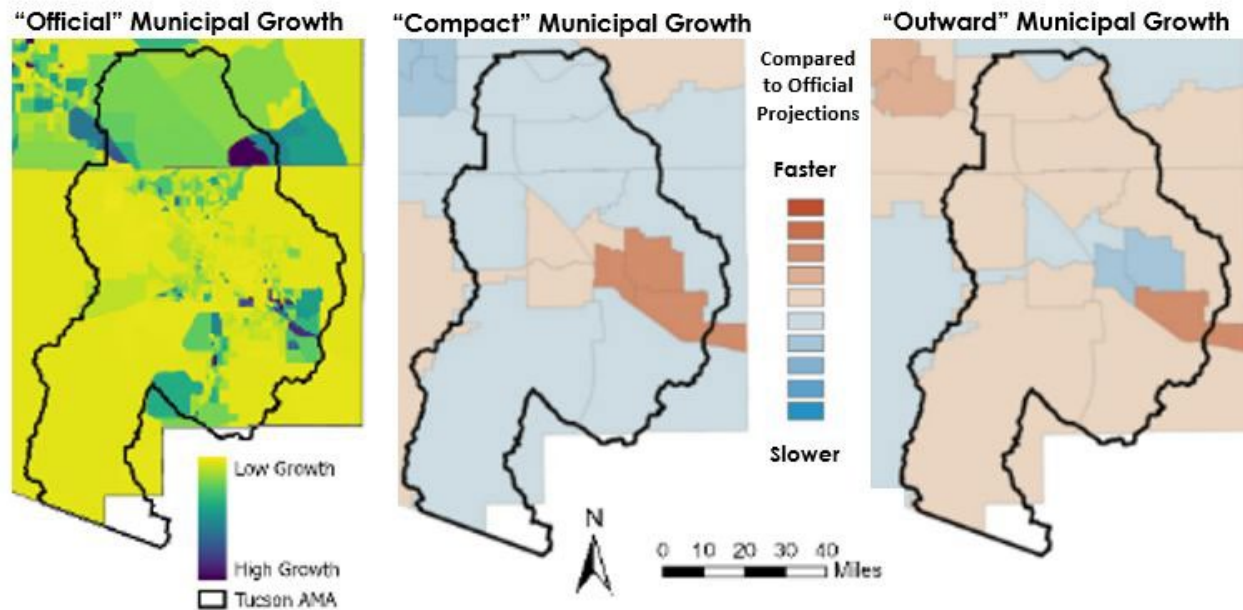 “Official” Municipal Growth
“Compact” Municipal Growth
“Outward” Municipal Growth
Compared
to Official
Projections
Faster
Slower
Low Growth
High Growth
Tucson AMA
N
0 10 20 30 40
Miles